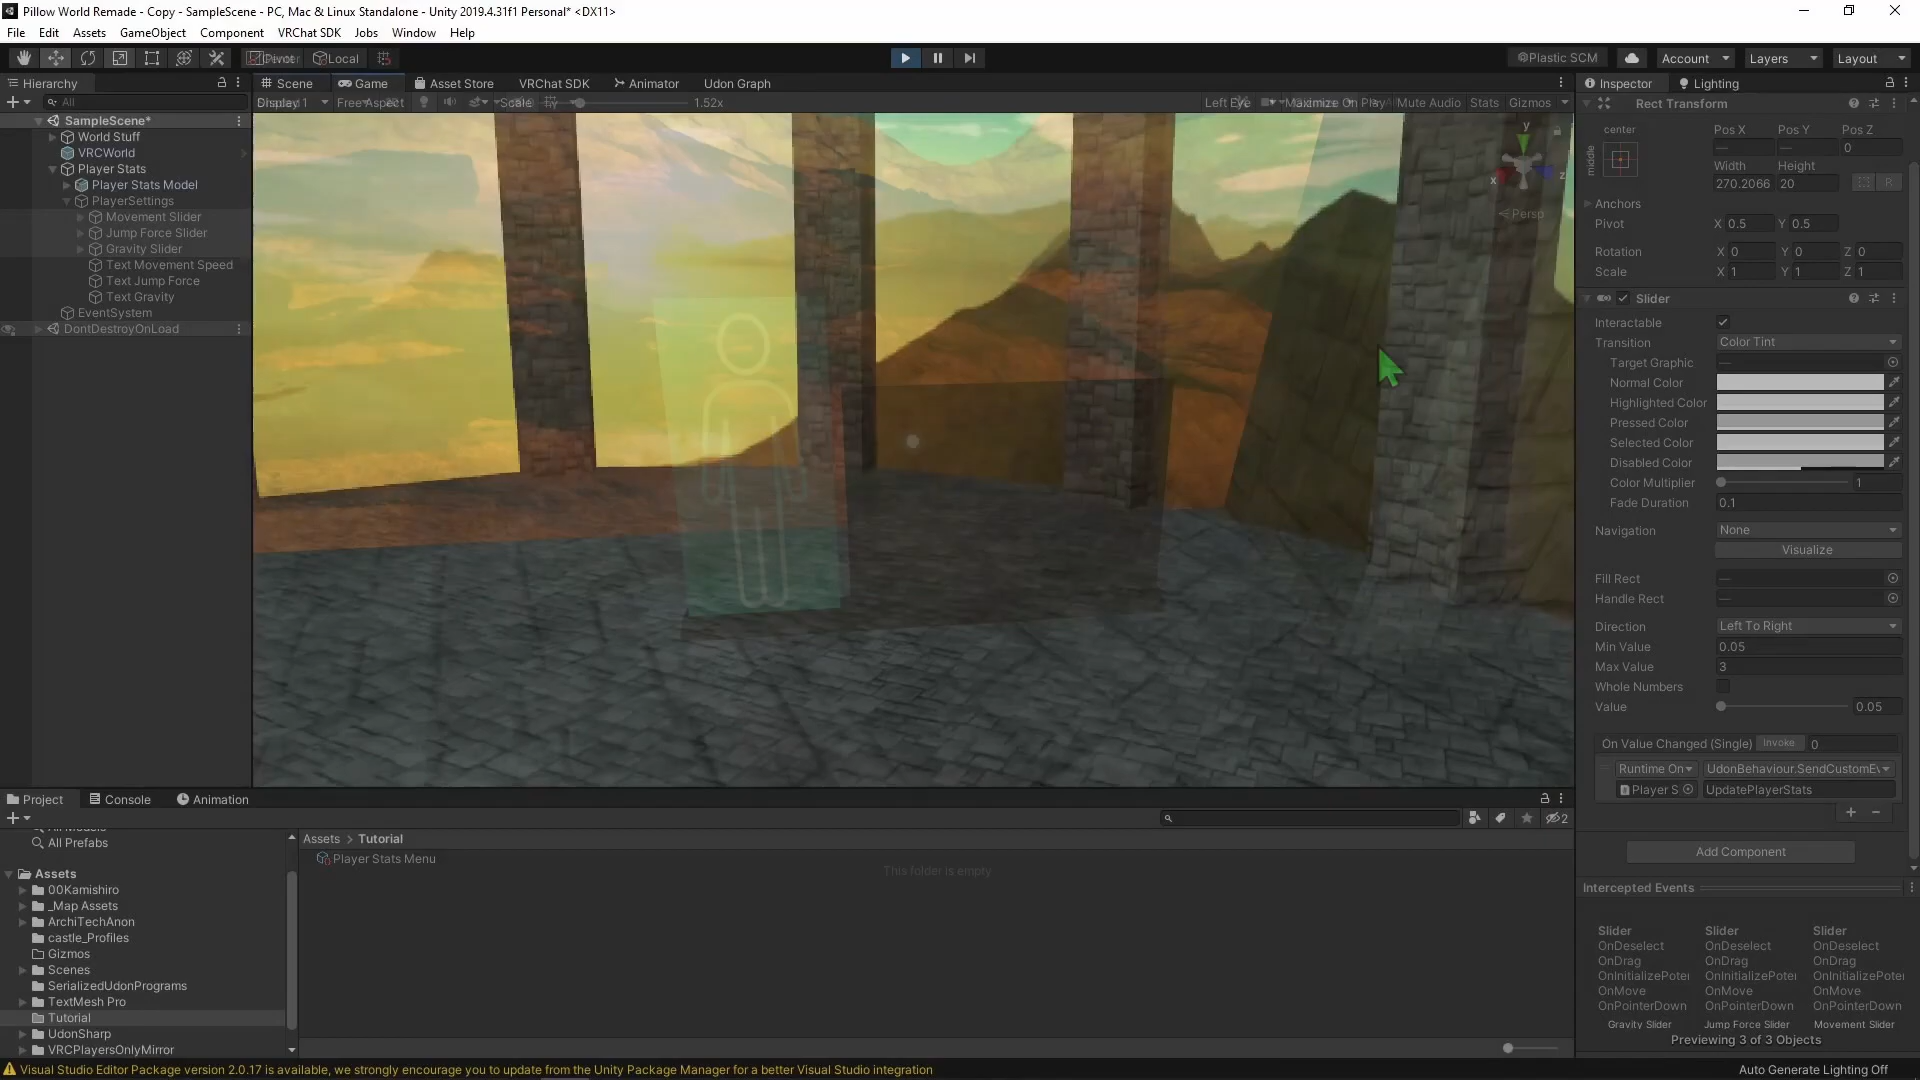 Pillow World Remade - Copy - SampleScene - PC, Mac & Linux Standalone - Unity 2019.4.31f1 Personal* <DX11>
File Edit Assets GameObject Component VRChat SDK Jobs Window Help
Local Plastic SCM Account Layers Layout
Hierarchy Scene Game Asset Store VRChat SDK Animator Udon Graph Inspector Lighting
All Display 1 Free Aspect Scale 1.52x Left Eye Maximize On Play Mute Audio Stats Gizmos
Rect Transform
SampleScene*
World Stuff
VRCWorld
Player Stats
Player Stats Model
PlayerSettings
Movement Slider
Jump Force Slider
Gravity Slider
Text Movement Speed
Text Jump Force
Text Gravity
EventSystem
DontDestroyOnLoad
y
x
z
Persp
center
middle
Pos X Pos Y Pos Z
— — 0
Width Height
270.2066 20
R
Anchors
Pivot X 0.5 Y 0.5
Rotation X 0 Y 0 Z 0
Scale X 1 Y 1 Z 1
Slider
Interactable
Transition Color Tint
Target Graphic —
Normal Color
Highlighted Color
Pressed Color
Selected Color
Disabled Color
Color Multiplier 1
Fade Duration 0.1
Navigation None
Visualize
Fill Rect —
Handle Rect —
Direction Left To Right
Min Value 0.05
Max Value 3
Whole Numbers
Value 0.05
On Value Changed (Single) Invoke 0
Runtime On UdonBehaviour.SendCustomEv
Player S UpdatePlayerStats
Add Component
Intercepted Events
Slider Slider Slider
OnDeselect OnDeselect OnDeselect
OnDrag OnDrag OnDrag
OnInitializePoter OnInitializePoter OnInitializePoter
OnMove OnMove OnMove
OnPointerDown OnPointerDown OnPointerDown
Gravity Slider Jump Force Slider Movement Slider
Previewing 3 of 3 Objects
Project Console Animation
2
All Prefabs
Assets
00Kamishiro
_Map Assets
ArchiTechAnon
castle_Profiles
Gizmos
Scenes
SerializedUdonPrograms
TextMesh Pro
Tutorial
UdonSharp
VRCPlayersOnlyMirror
Assets > Tutorial
Player Stats Menu
This folder is empty
Visual Studio Editor Package version 2.0.17 is available, we strongly encourage you to update from the Unity Package Manager for a better Visual Studio integration
Auto Generate Lighting Off